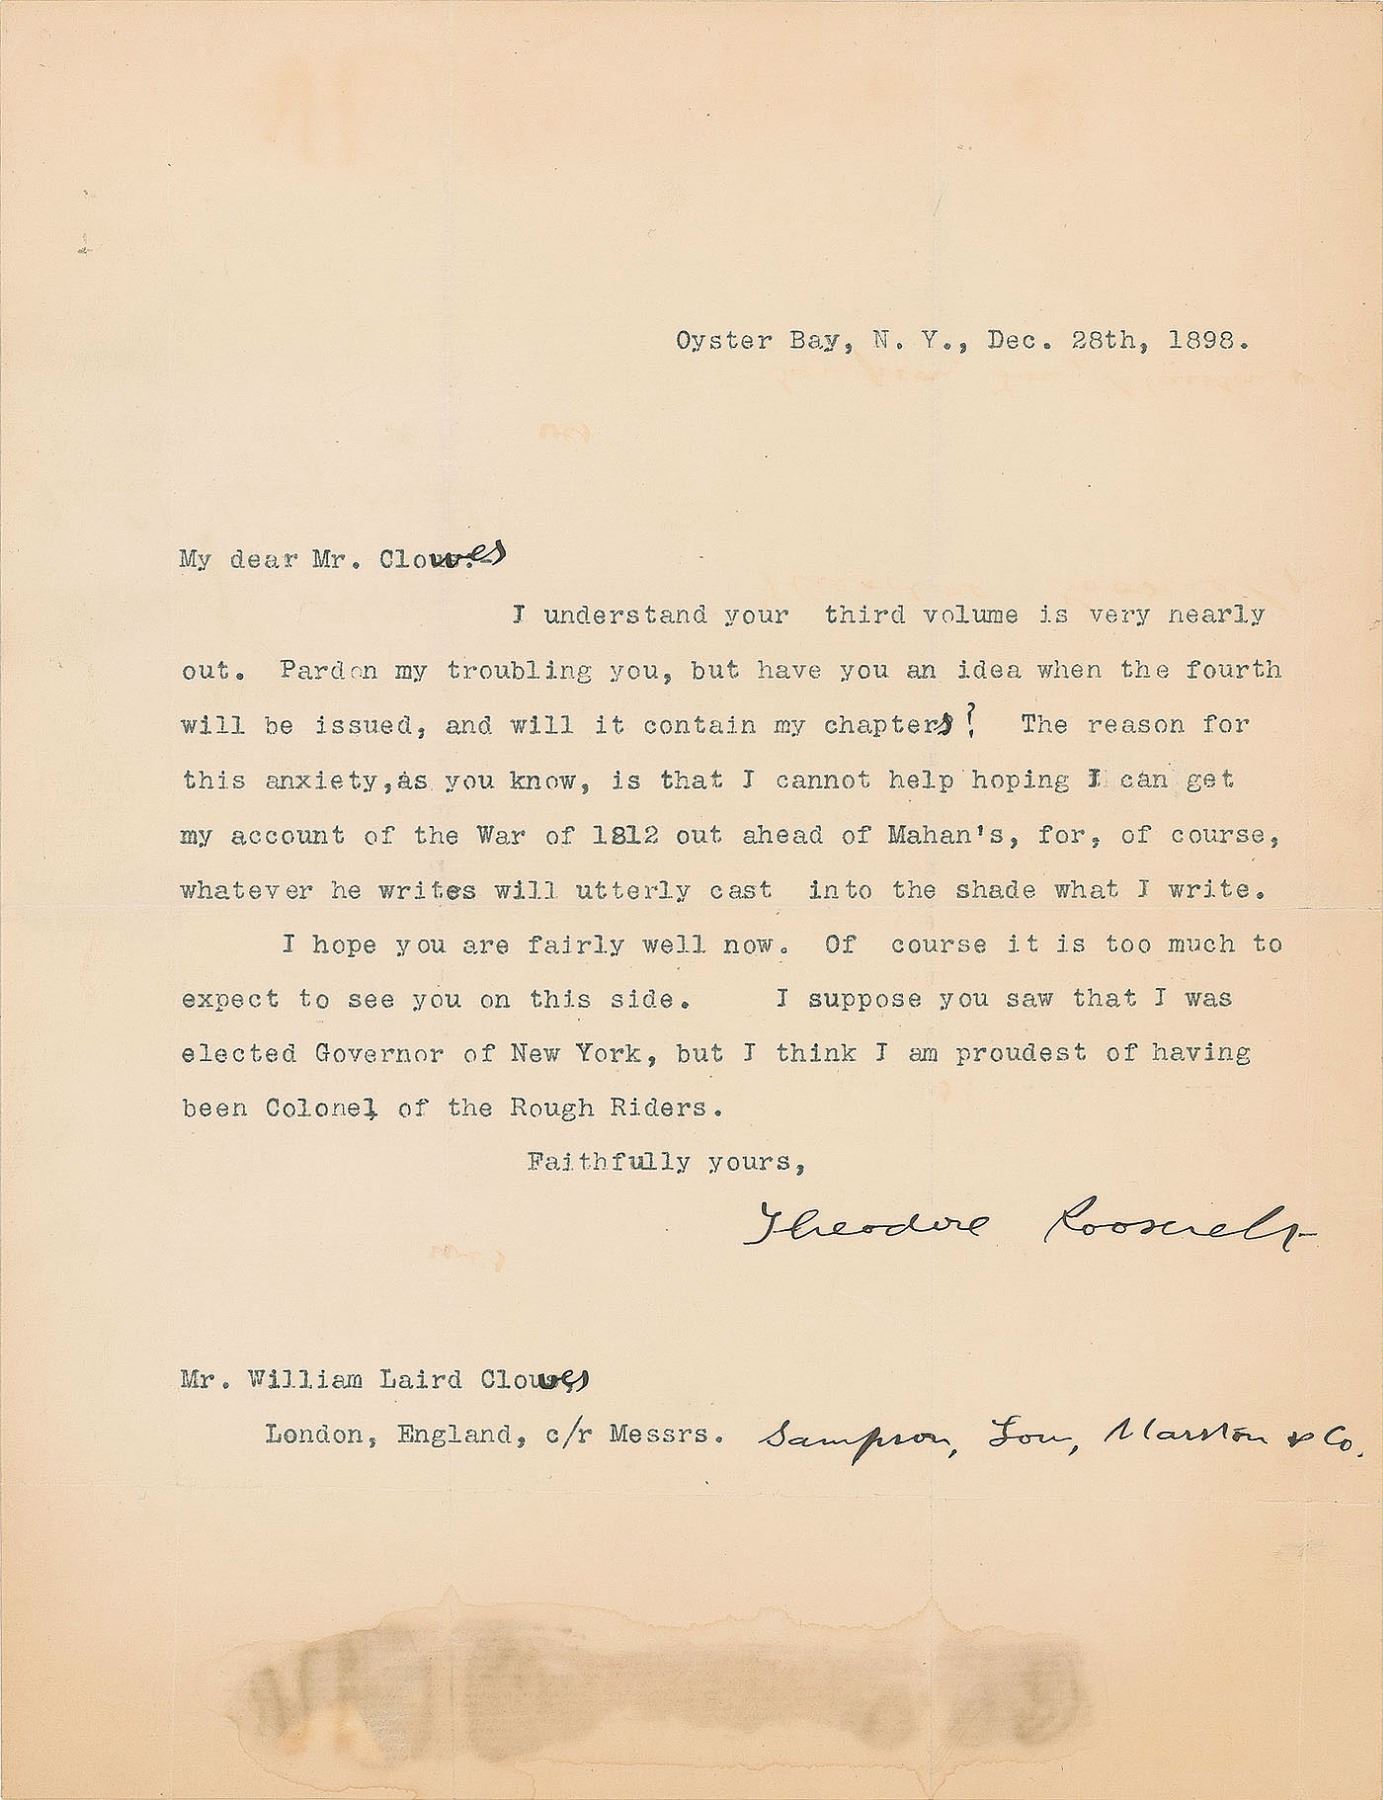 Oyster Bay, N. Y., Dec. 28th, 1898.
My dear Mr. Clowes
I understand your third volume is very nearly
out. Pardon my troubling you, but have you an idea when the fourth
will be issued, and will it contain my chapters? The reason for
this anxiety,as you know, is that I cannot help hoping I can get
my account of the War of 1812 out ahead of Mahan's, for, of course,
whatever he writes will utterly cast into the shade what I write.
I hope you are fairly well now. Of course it is too much to
expect to see you on this side. I suppose you saw that I was
elected Governor of New York, but I think I am proudest of having
been Colonel of the Rough Riders.
Faithfully yours,
Theodore Roosevelt
Mr. William Laird Clowes
London, England, c/r Messrs. Sampson, Low, Marston & Co.